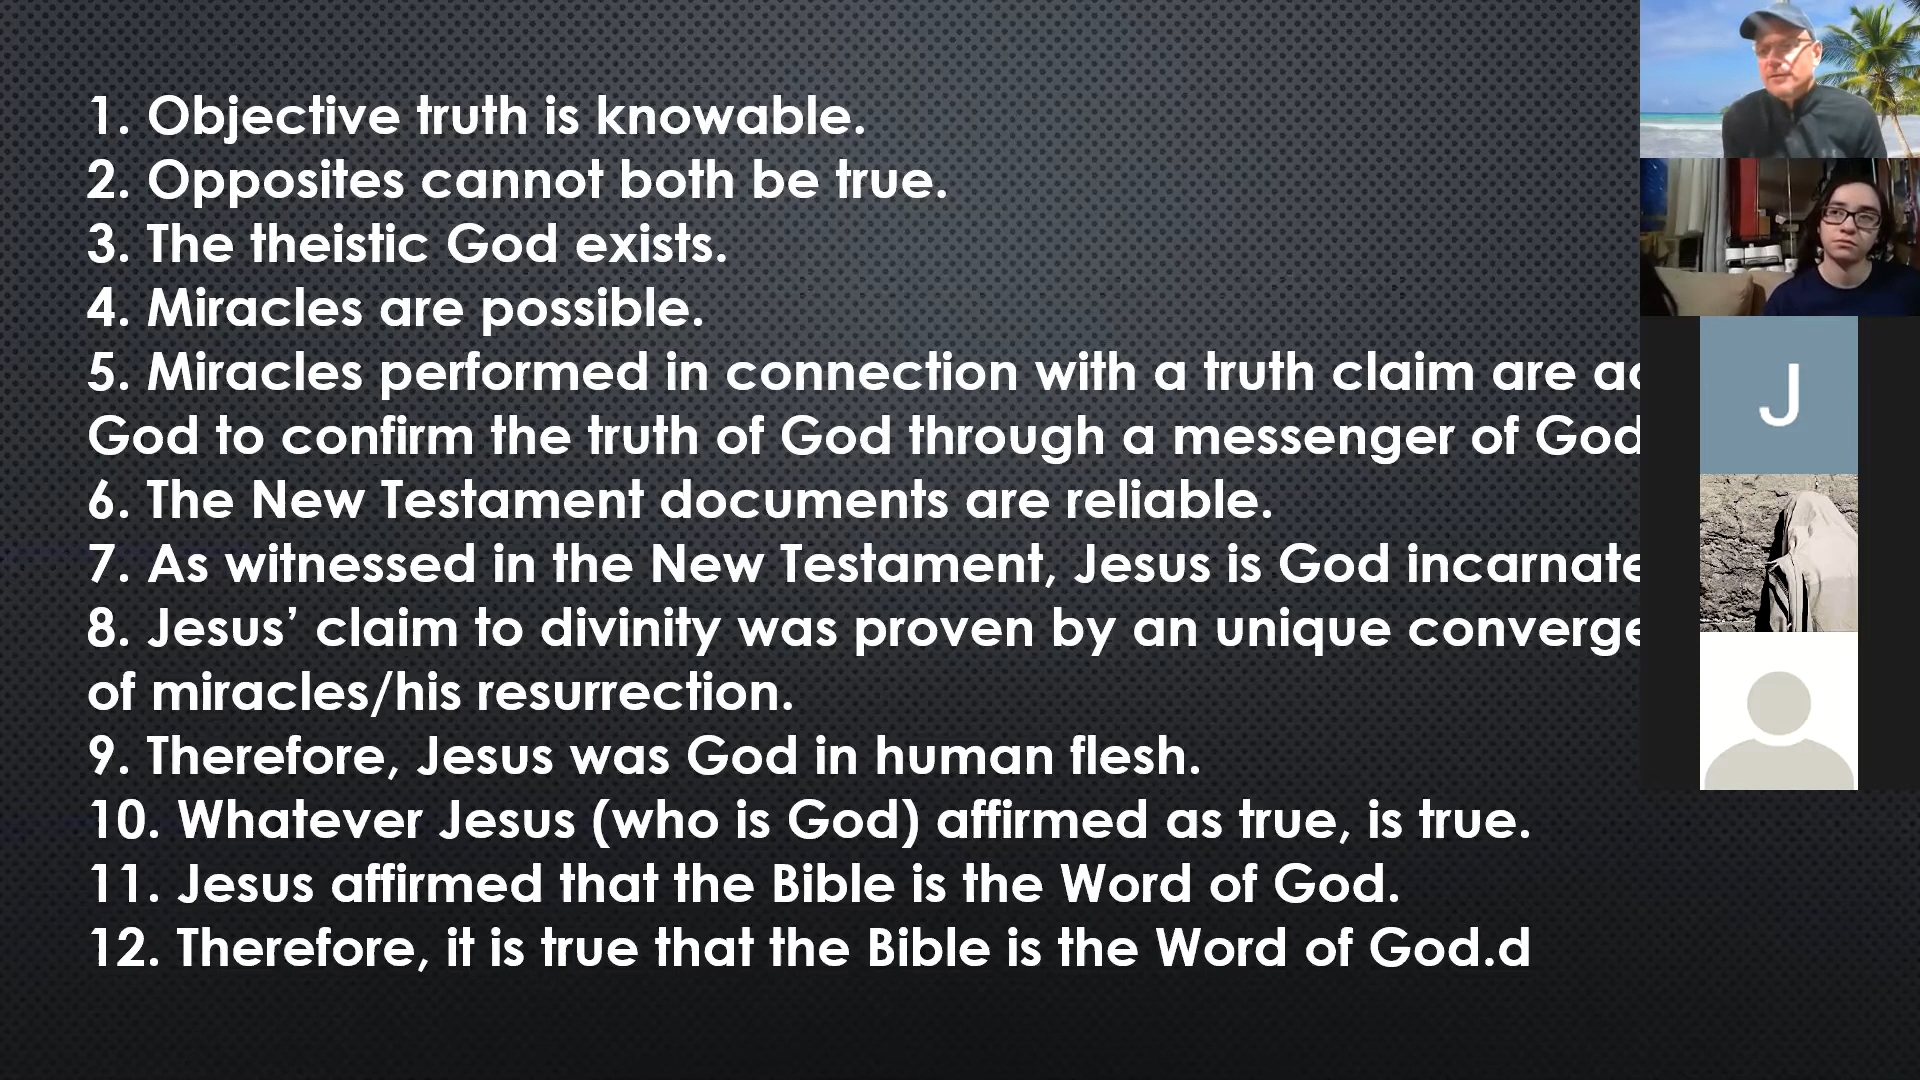 1. Objective truth is knowable.
2. Opposites cannot both be true.
3. The theistic God exists.
4. Miracles are possible.
5. Miracles performed in connection with a truth claim are
God to confirm the truth of God through a messenger of God
6. The New Testament documents are reliable.
7. As witnessed in the New Testament, Jesus is God incarnate
8. Jesus’ claim to divinity was proven by an unique converge
of miracles/his resurrection.
9. Therefore, Jesus was God in human flesh.
10. Whatever Jesus (who is God) affirmed as true, is true.
11. Jesus affirmed that the Bible is the Word of God.
12. Therefore, it is true that the Bible is the Word of God.d
J